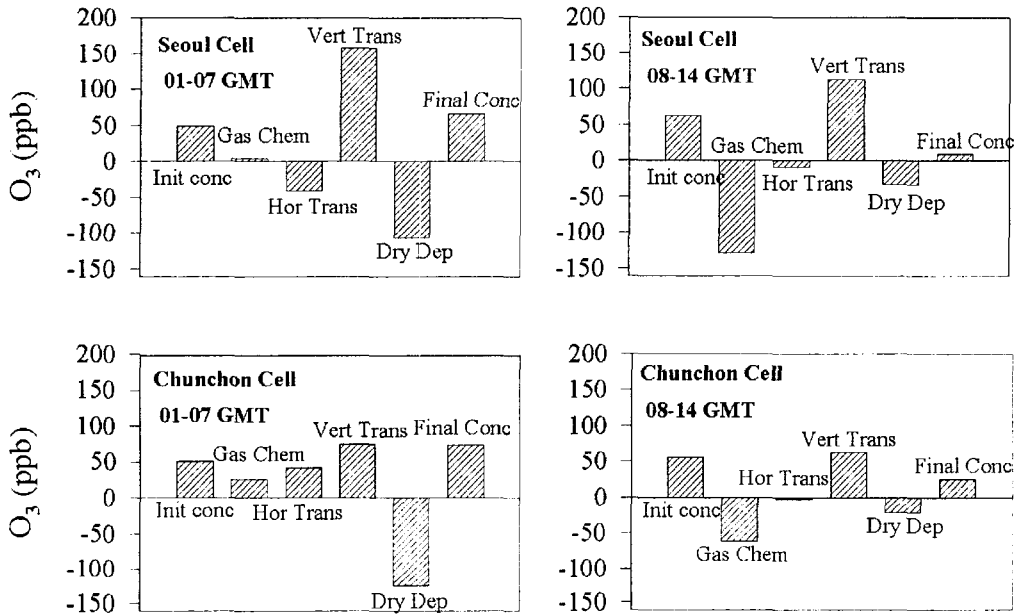 O₃ (ppb)
200
150
100
50
0
-50
-100
-150
Seoul Cell
01-07 GMT
Vert Trans
Final Conc
Gas Chem
Init conc
Hor Trans
Dry Dep
200
150
100
50
0
-50
-100
-150
Seoul Cell
08-14 GMT
Vert Trans
Gas Chem
Final Conc
Init conc
Hor Trans
Dry Dep
O₃ (ppb)
200
150
100
50
0
-50
-100
-150
Chunchon Cell
01-07 GMT
Vert Trans
Final Conc
Gas Chem
Init conc
Hor Trans
Dry Dep
200
150
100
50
0
-50
-100
-150
Chunchon Cell
08-14 GMT
Vert Trans
Hor Trans
Final Conc
Init conc
Dry Dep
Gas Chem